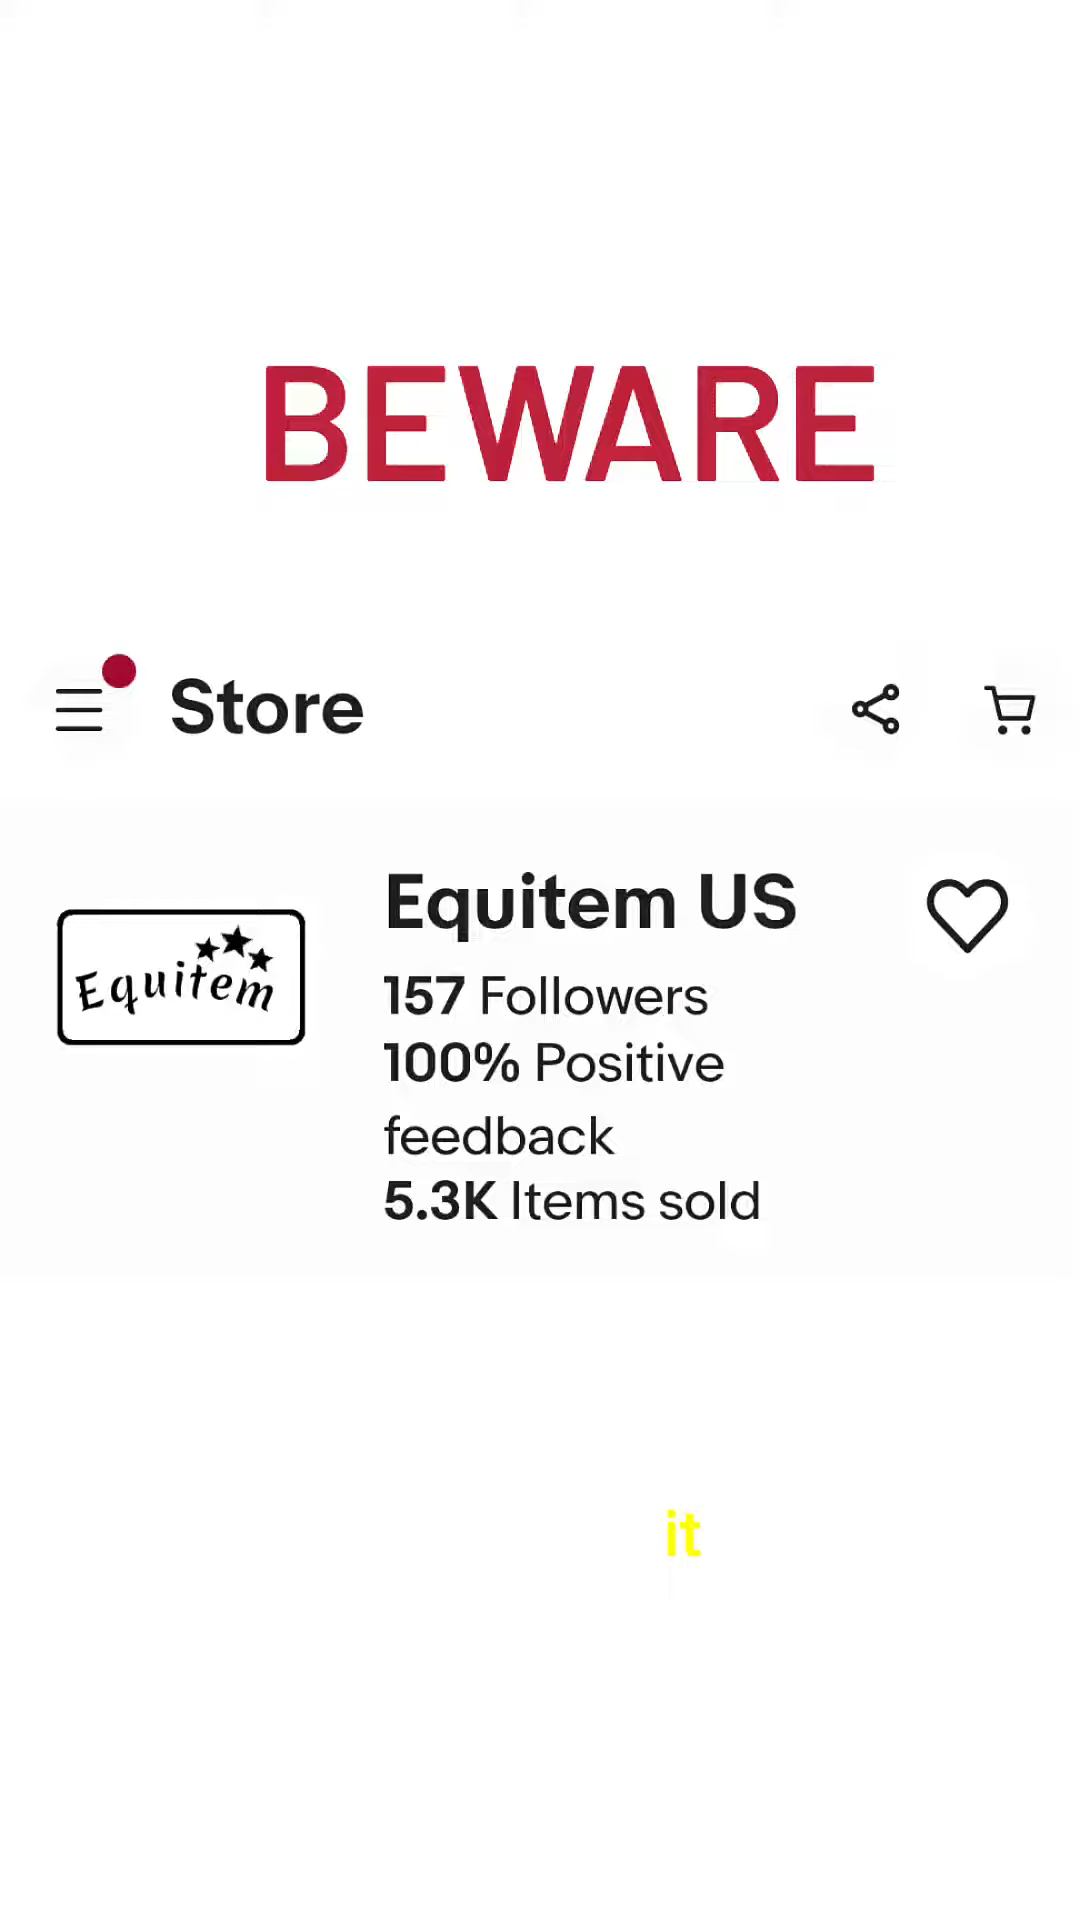 BEWARE
Store
Equitem
Equitem US
157 Followers
100% Positive
feedback
5.3K Items sold
it